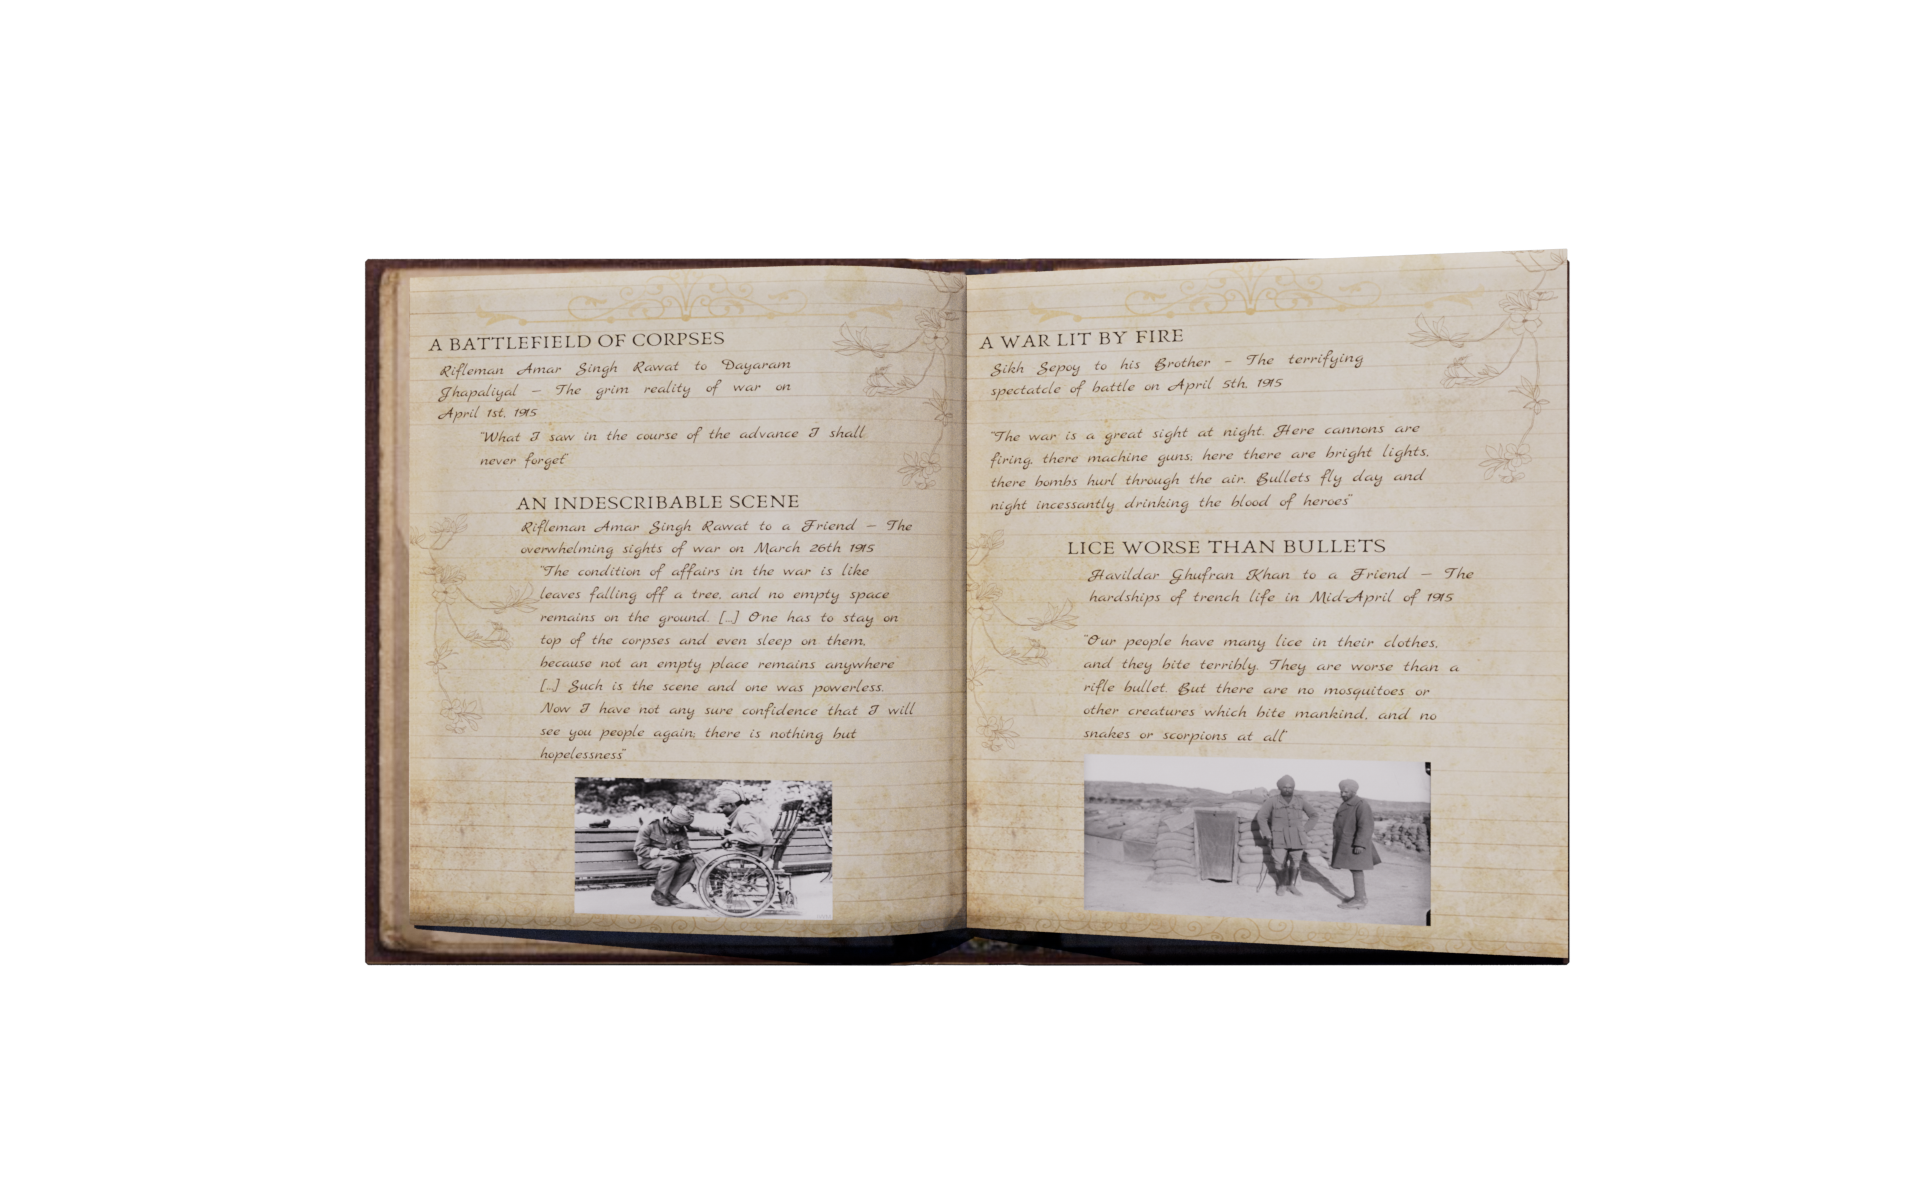 A BATTLEFIELD OF CORPSES
Rifleman Amar Singh Rawat to Dayaram
Jhapaliyal – The grim reality of war on
April 1st, 1915
"What I saw in the course of the advance I shall
never forget"
AN INDESCRIBABLE SCENE
Rifleman Amar Singh Rawat to a Friend – The
overwhelming sights of war on March 26th 1915
"The condition of affairs in the war is like
leaves falling off a tree, and no empty space
remains on the ground. [...] One has to stay on
top of the corpses and even sleep on them,
because not an empty place remains anywhere
[...] Such is the scene and one was powerless.
Now I have not any sure confidence that I will
see you people again; there is nothing but
hopelessness"
A WAR LIT BY FIRE
Sikh Sepoy to his Brother – The terrifying
spectatcle of battle on April 5th, 1915
"The war is a great sight at night. Here cannons are
firing, there machine guns; here there are bright lights,
there bombs hurl through the air. Bullets fly day and
night incessantly drinking the blood of heroes"
LICE WORSE THAN BULLETS
Havildar Ghufran Khan to a Friend – The
hardships of trench life in Mid-April of 1915
"Our people have many lice in their clothes,
and they bite terribly. They are worse than a
rifle bullet. But there are no mosquitoes or
other creatures which bite mankind, and no
snakes or scorpions at all"